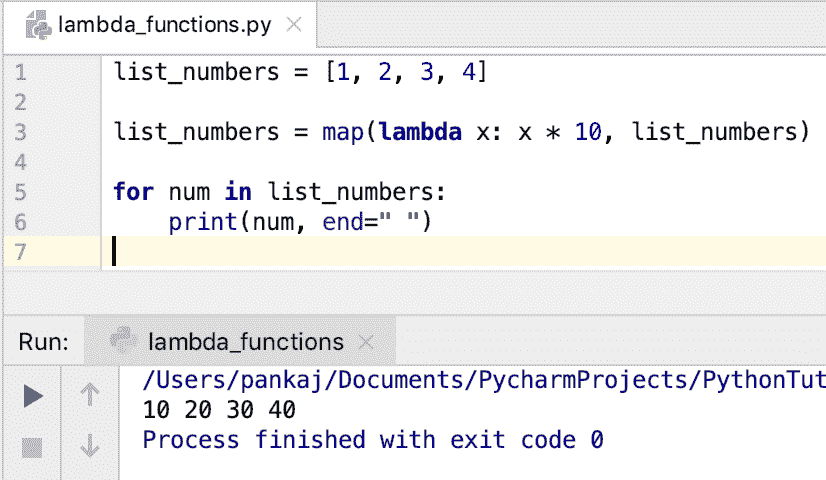 lambda_functions.py
1 list_numbers = [1, 2, 3, 4]
2
3 list_numbers = map(lambda x: x * 10, list_numbers)
4
5 for num in list_numbers:
6     print(num, end=" ")
7
Run: lambda_functions
/Users/pankaj/Documents/PycharmProjects/PythonTut
10 20 30 40
Process finished with exit code 0